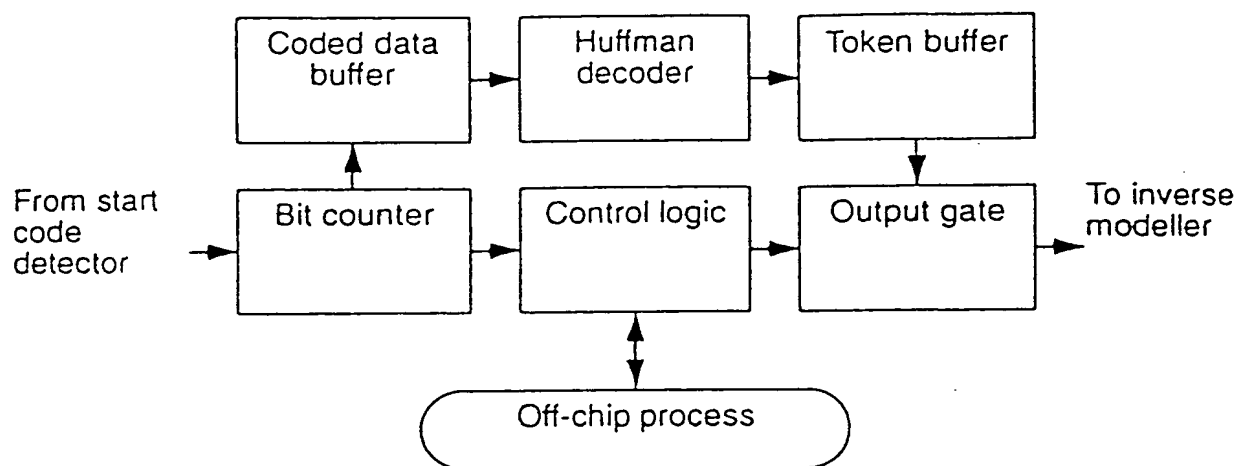 Coded data
buffer
Huffman
decoder
Token buffer
From start
code
detector
Bit counter
Control logic
Output gate
To inverse
modeller
Off-chip process